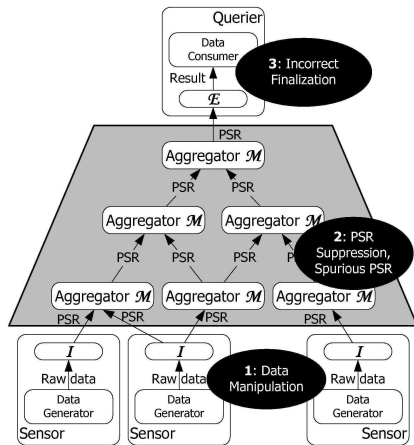 Querier
Data
Consumer
3: Incorrect
Finalization
Result
E
PSR
Aggregator M
PSR PSR
Aggregator M Aggregator M
2: PSR
Suppression,
Spurious PSR
PSR PSR PSR PSR
Aggregator M Aggregator M Aggregator M
PSR PSR PSR PSR
I I I
1: Data
Manipulation
Raw data Raw data Raw data
Data
Generator
Data
Generator
Data
Generator
Sensor Sensor Sensor